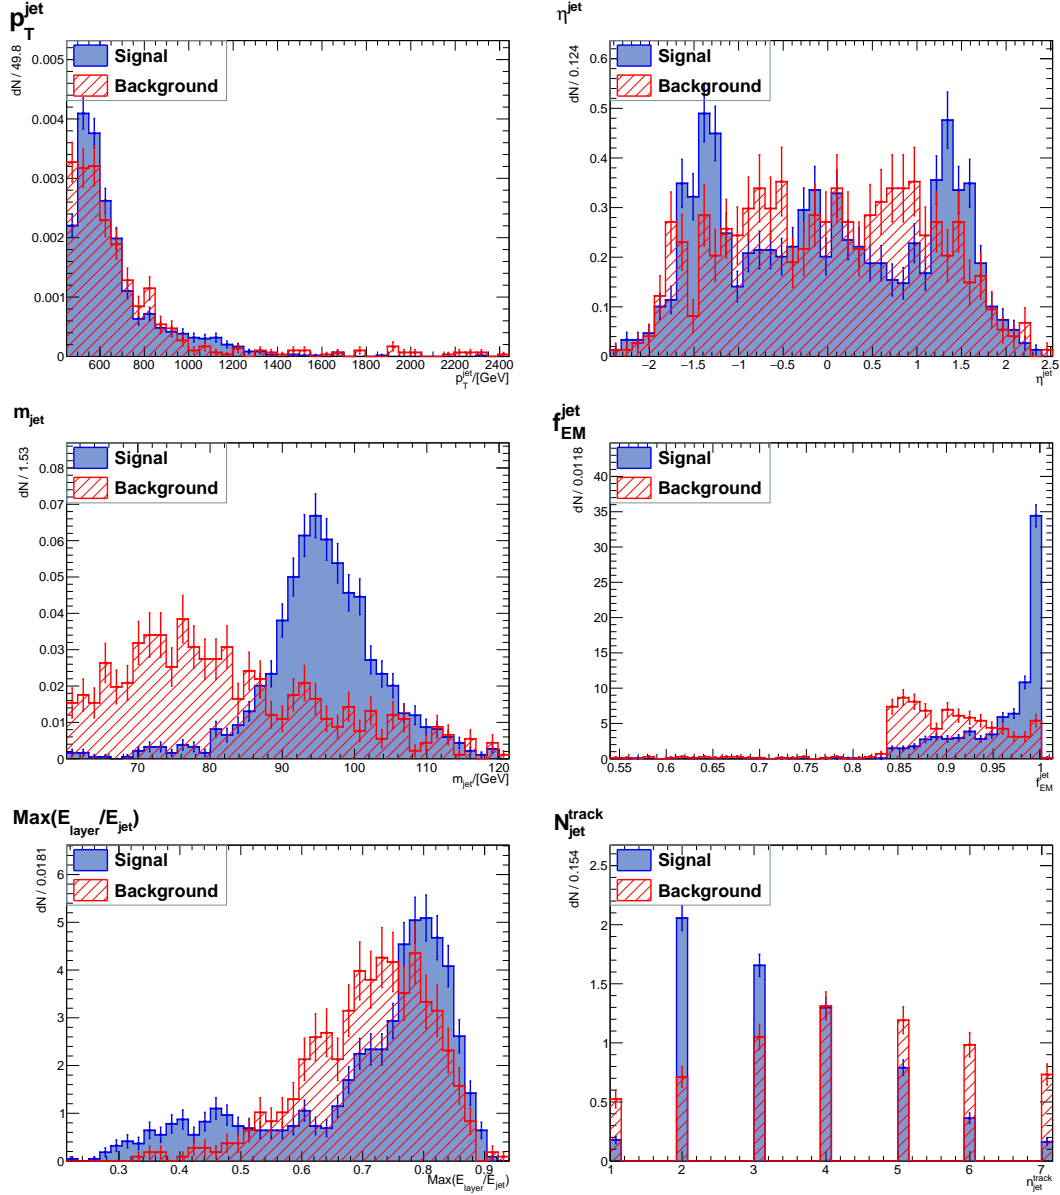 p_T^jet
dN / 49.8
Signal
Background
0.005
0.004
0.003
0.002
0.001
0
600 800 1000 1200 1400 1600 1800 2000 2200 2400
p_T^jet/[GeV]
η^jet
dN / 0.124
Signal
Background
0.6
0.5
0.4
0.3
0.2
0.1
0
−2 −1.5 −1 −0.5 0 0.5 1 1.5 2 2.5
η^jet
m_jet
dN / 1.53
Signal
Background
0.08
0.07
0.06
0.05
0.04
0.03
0.02
0.01
0
70 80 90 100 110 120
m_jet/[GeV]
f_EM^jet
dN / 0.0118
Signal
Background
40
35
30
25
20
15
10
5
0
0.55 0.6 0.65 0.7 0.75 0.8 0.85 0.9 0.95 1
f_EM^jet
Max(E_layer/E_jet)
dN / 0.0181
Signal
Background
6
5
4
3
2
1
0
0.3 0.4 0.5 0.6 0.7 0.8 0.9
Max(E_layer/E_jet)
N_jet^track
dN / 0.154
Signal
Background
2.5
2
1.5
1
0.5
0
1 2 3 4 5 6 7
n_jet^track